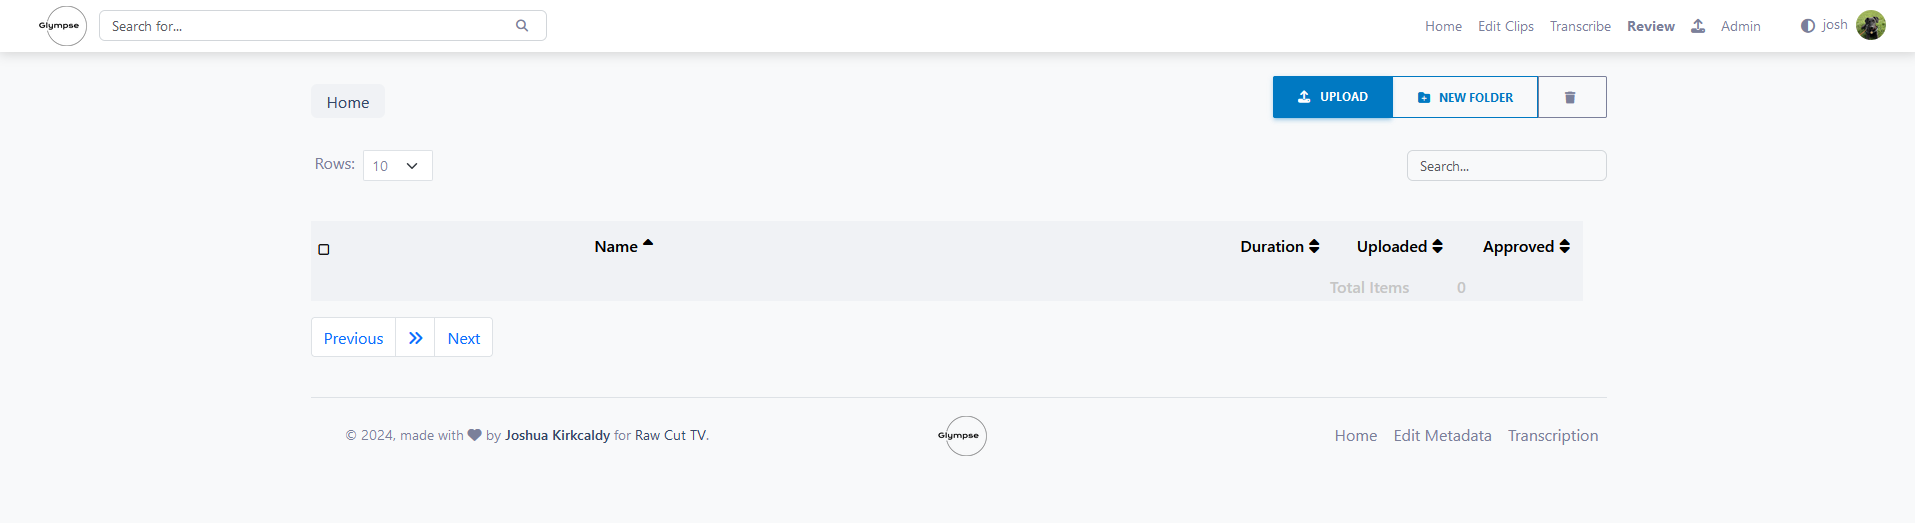 Glympse
Search for...
Home Edit Clips Transcribe Review Admin josh
Home
UPLOAD NEW FOLDER
Rows: 10
Search...
Name Duration Uploaded Approved
Total Items 0
Previous Next
© 2024, made with by Joshua Kirkcaldy for Raw Cut TV.
Glympse
Home Edit Metadata Transcription